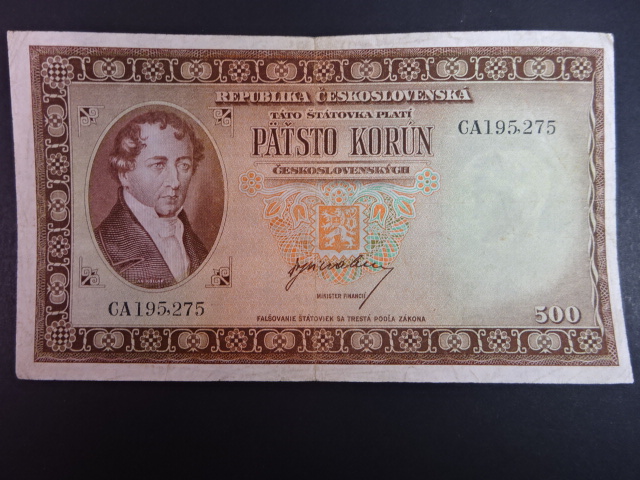 REPUBLIKA ČESKOSLOVENSKÁ
TÁTO ŠTÁTOVKA PLATÍ
PÄŤSTO KORÚN
ČESKOSLOVENSKÝCH
CA195,275
CA195,275
MINISTER FINANCIÍ
FALŠOVANIE ŠTÁTOVIEK SA TRESTÁ PODĽA ZÁKONA
500